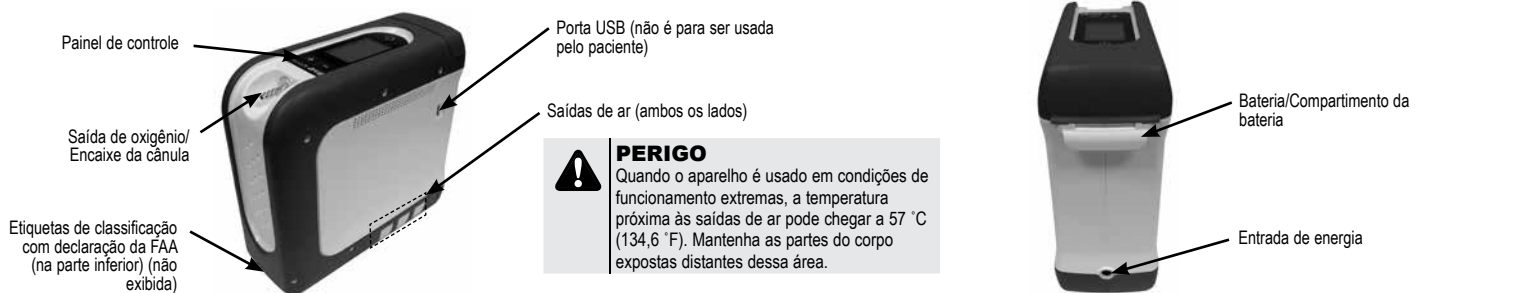 Painel de controle
Saída de oxigênio/
Encaixe da cânula
Etiquetas de classificação
com declaração da FAA
(na parte inferior) (não
exibida)
Porta USB (não é para ser usada
pelo paciente)
Saídas de ar (ambos os lados)
PERIGO
Quando o aparelho é usado em condições de
funcionamento extremas, a temperatura
próxima às saídas de ar pode chegar a 57 ˚C
(134,6 ˚F). Mantenha as partes do corpo
expostas distantes dessa área.
Bateria/Compartimento da
bateria
Entrada de energia